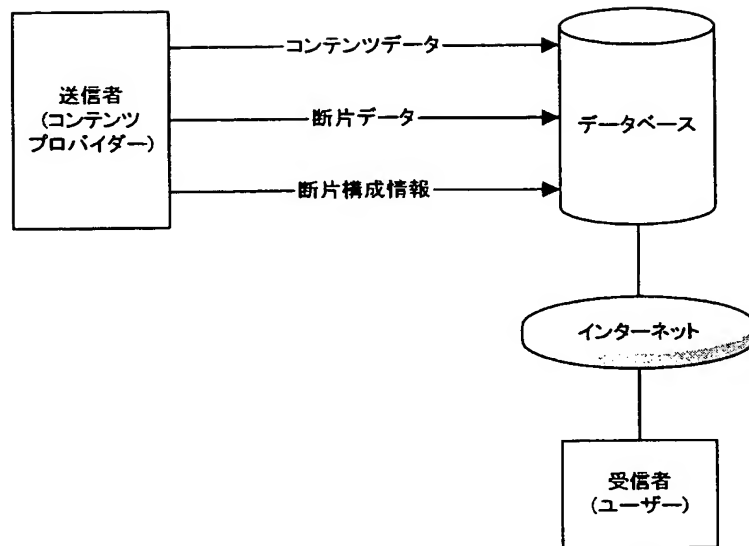 送信者
(コンテンツ
プロバイダー)
コンテンツデータ
断片データ
断片構成情報
データベース
インターネット
受信者
(ユーザー)